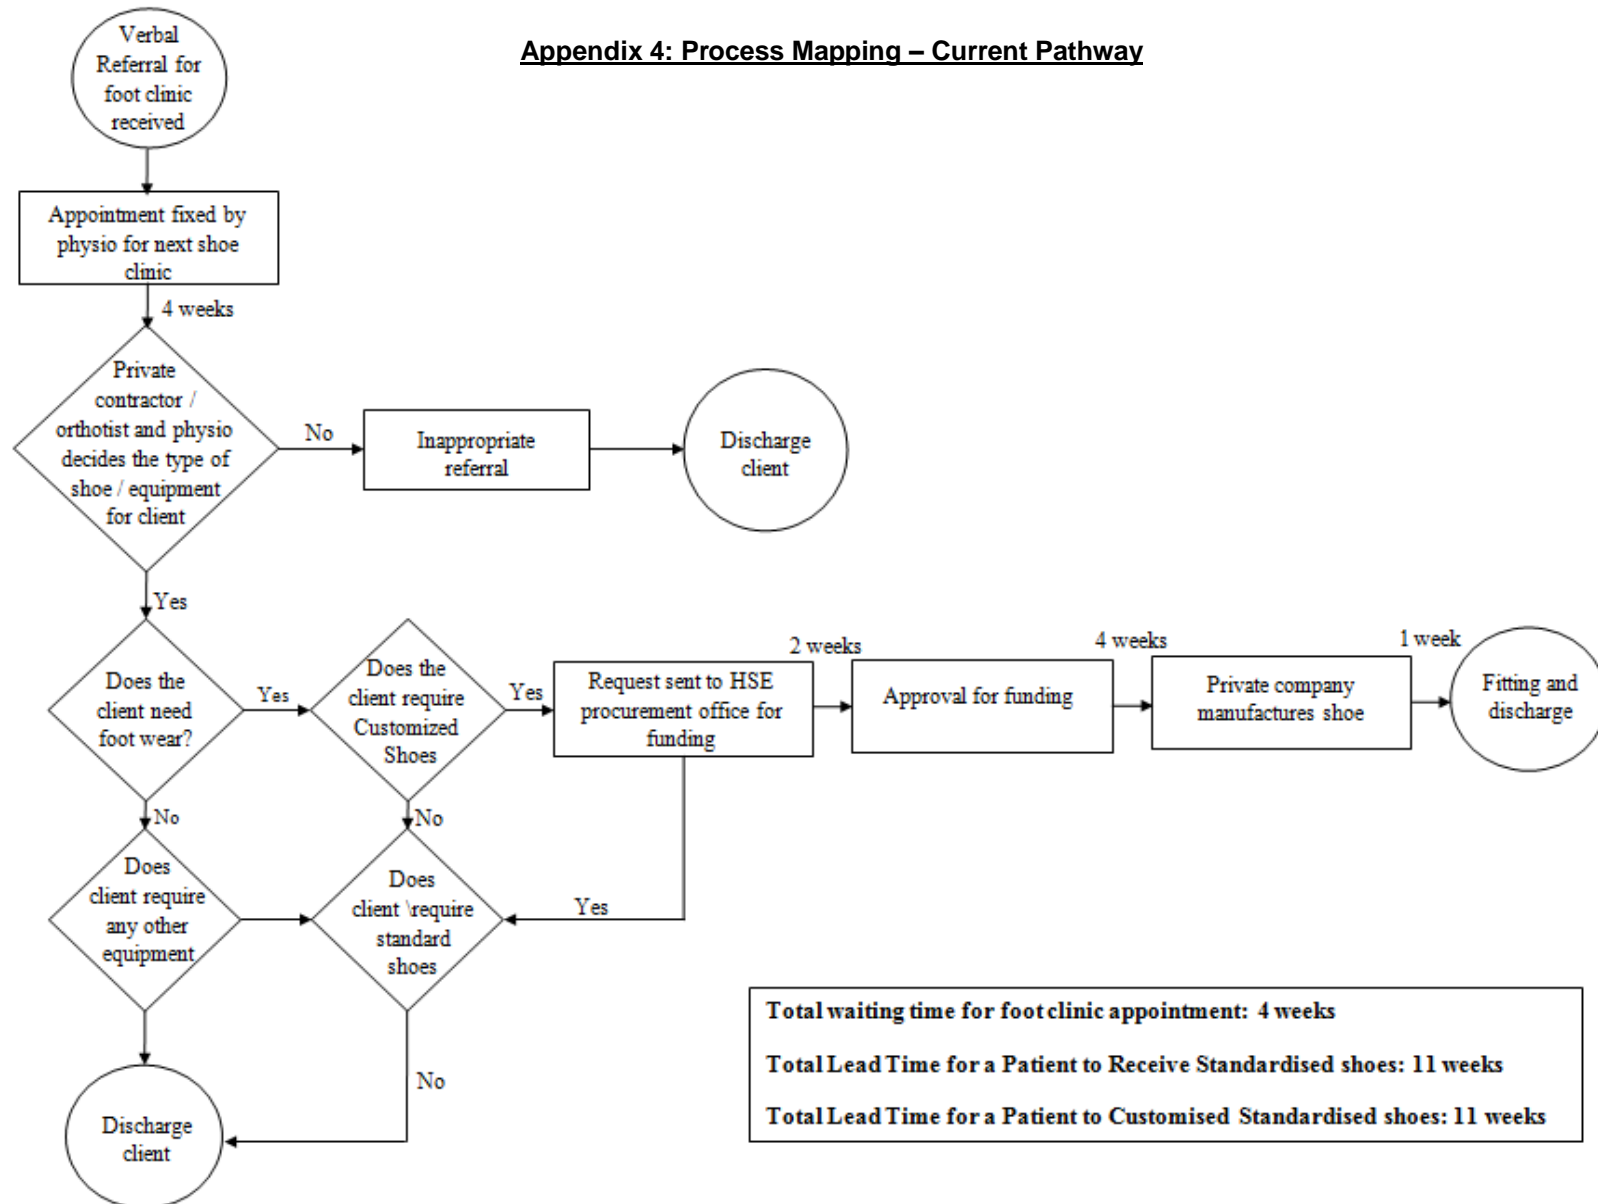 Verbal
Referral for
foot clinic
received
Appendix 4: Process Mapping – Current Pathway
Appointment fixed by
physio for next shoe
clinic
4 weeks
Private
contractor /
orthotist and physio
decides the type of
shoe / equipment
for client
No
Inappropriate
referral
Discharge
client
Yes
Does the
client need
foot wear?
Yes
Does the
client require
Customized
Shoes
Yes
Request sent to HSE
procurement office for
funding
2 weeks
Approval for funding
4 weeks
Private company
manufactures shoe
1 week
Fitting and
discharge
No
No
Does
client require
any other
equipment
Does
client \require
standard
shoes
Yes
No
Discharge
client
Total waiting time for foot clinic appointment: 4 weeks
Total Lead Time for a Patient to Receive Standardised shoes: 11 weeks
Total Lead Time for a Patient to Customised Standardised shoes: 11 weeks